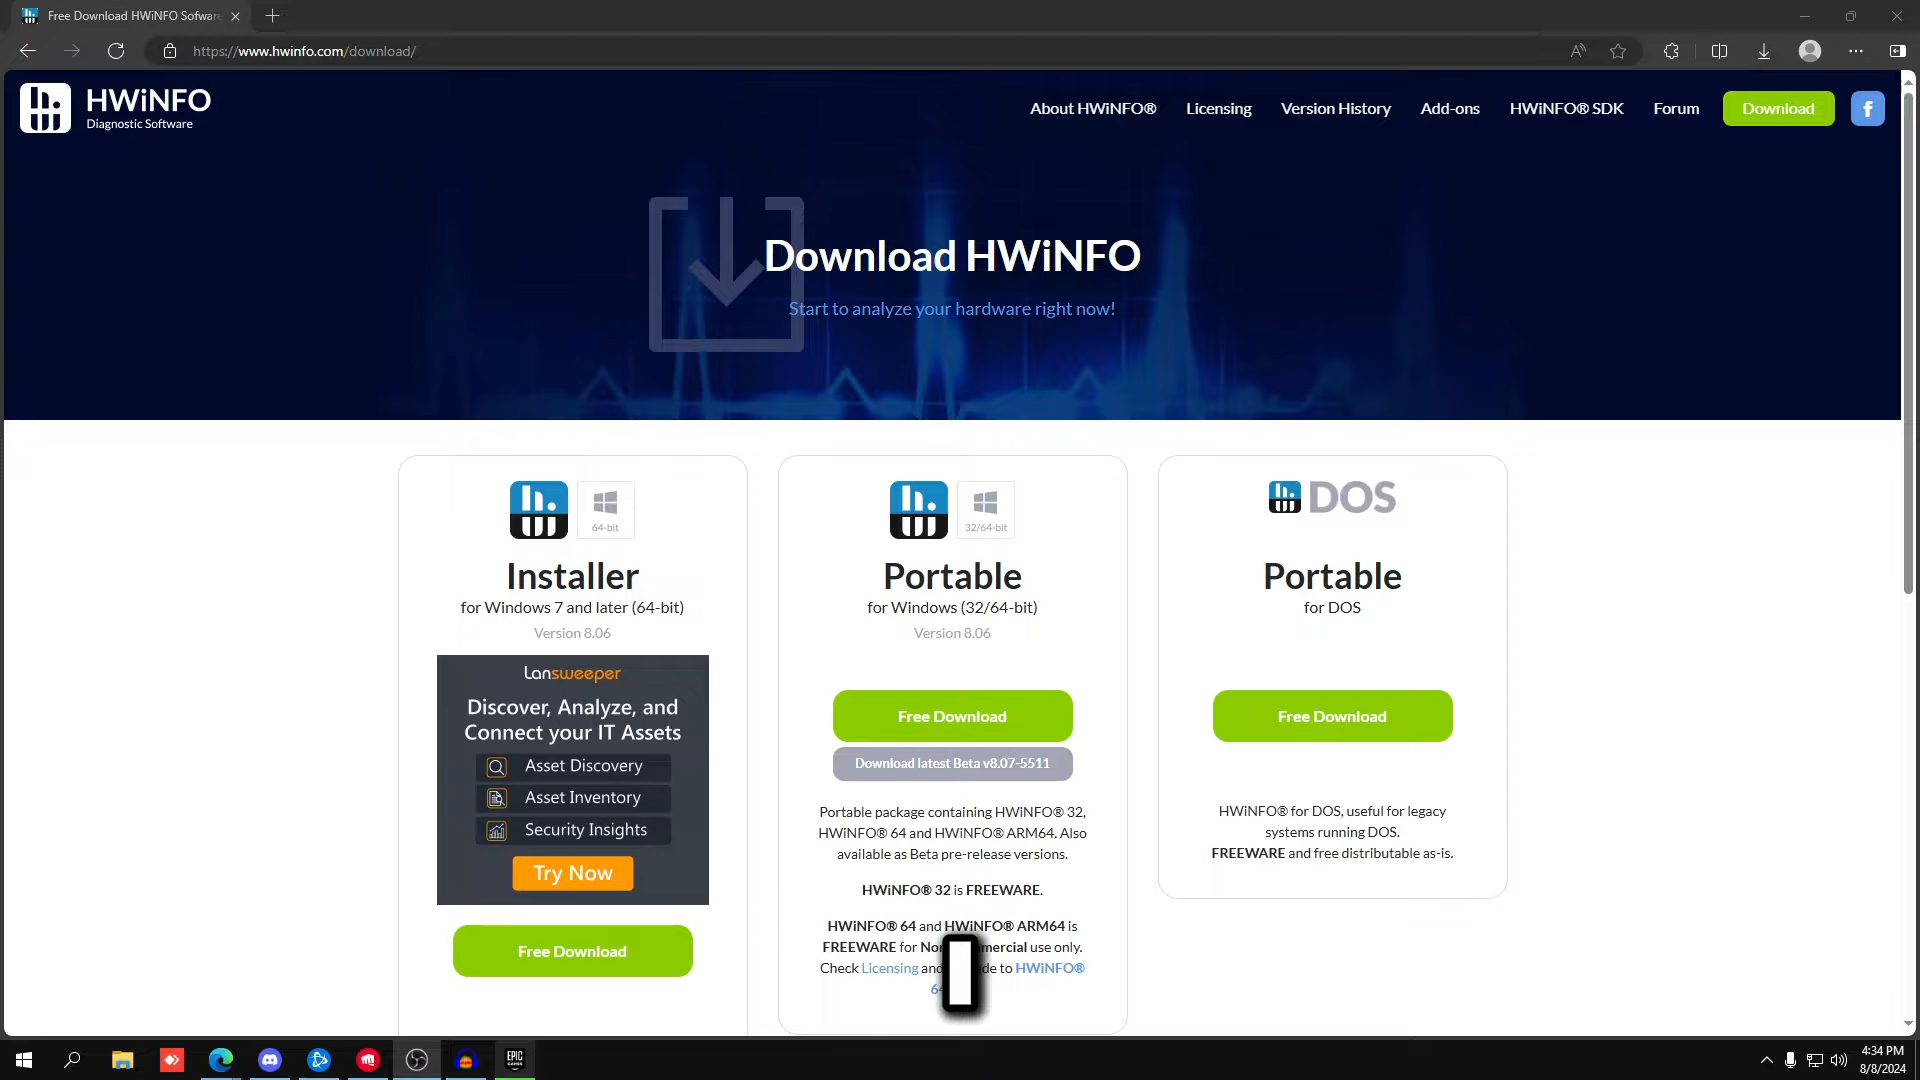 Free Download HWiNFO Sofware
https://www.hwinfo.com/download/
HWiNFO
Diagnostic Software
About HWiNFO®
Licensing
Version History
Add-ons
HWiNFO® SDK
Forum
Download
Download HWiNFO
Start to analyze your hardware right now!
64-bit
Installer
for Windows 7 and later (64-bit)
Version 8.06
Lansweeper
Discover, Analyze, and
Connect your IT Assets
Asset Discovery
Asset Inventory
Security Insights
Try Now
Free Download
32/64-bit
Portable
for Windows (32/64-bit)
Version 8.06
Free Download
Download latest Beta v8.07-5511
Portable package containing HWiNFO® 32,
HWiNFO® 64 and HWiNFO® ARM64. Also
available as Beta pre-release versions.
HWiNFO® 32 is FREEWARE.
HWiNFO® 64 and HWiNFO® ARM64 is
FREEWARE for use only.
Check Licensing and to HWiNFO®
I
DOS
Portable
for DOS
Free Download
HWiNFO® for DOS, useful for legacy
systems running DOS.
FREEWARE and free distributable as-is.
EPIC
GAMES
4:34 PM
8/8/2024